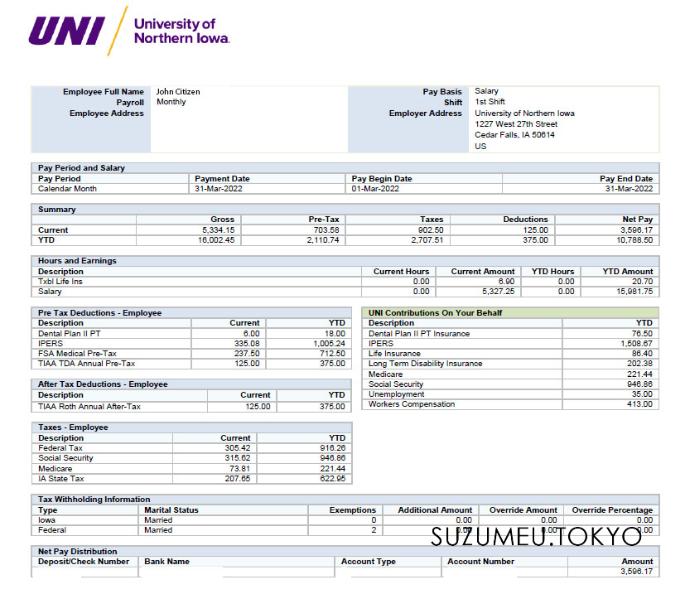 UNI University of
Northern Iowa.
Employee Full Name John Citizen Pay Basis Salary
Payroll Monthly Shift 1st Shift
Employee Address Employer Address University of Northern Iowa
1227 West 27th Street
Cedar Falls, IA 50614
US
Pay Period and Salary
Pay Period Payment Date Pay Begin Date Pay End Date
Calendar Month 31-Mar-2022 01-Mar-2022 31-Mar-2022
Summary
Gross Pre-Tax Taxes Deductions Net Pay
Current 5,334.15 703.58 902.50 125.00 3,596.17
YTD 16,002.45 2,110.74 2,707.51 375.00 10,788.50
Hours and Earnings
Description Current Hours Current Amount YTD Hours YTD Amount
Txbl Life Ins 0.00 6.90 0.00 20.70
Salary 0.00 5,327.25 0.00 15,981.75
Pre Tax Deductions - Employee
Description Current YTD
Dental Plan II PT 6.00 18.00
IPERS 335.08 1,005.24
FSA Medical Pre-Tax 237.50 712.50
TIAA TDA Annual Pre-Tax 125.00 375.00
After Tax Deductions - Employee
Description Current YTD
TIAA Roth Annual After-Tax 125.00 375.00
UNI Contributions On Your Behalf
Description YTD
Dental Plan II PT Insurance 76.50
IPERS 1,508.67
Life Insurance 86.40
Long Term Disability Insurance 202.38
Medicare 221.44
Social Security 946.86
Unemployment 35.00
Workers Compensation 413.00
Taxes - Employee
Description Current YTD
Federal Tax 305.42 916.26
Social Security 315.62 946.86
Medicare 73.81 221.44
IA State Tax 207.65 622.95
Tax Withholding Information
Type Marital Status Exemptions Additional Amount Override Amount Override Percentage
Iowa Married 0 0.00 0.00 0.00
Federal Married 2 0.00 0.00 0.00
SUZUMEU.TOKYO
Net Pay Distribution
Deposit/Check Number Bank Name Account Type Account Number Amount
3,596.17